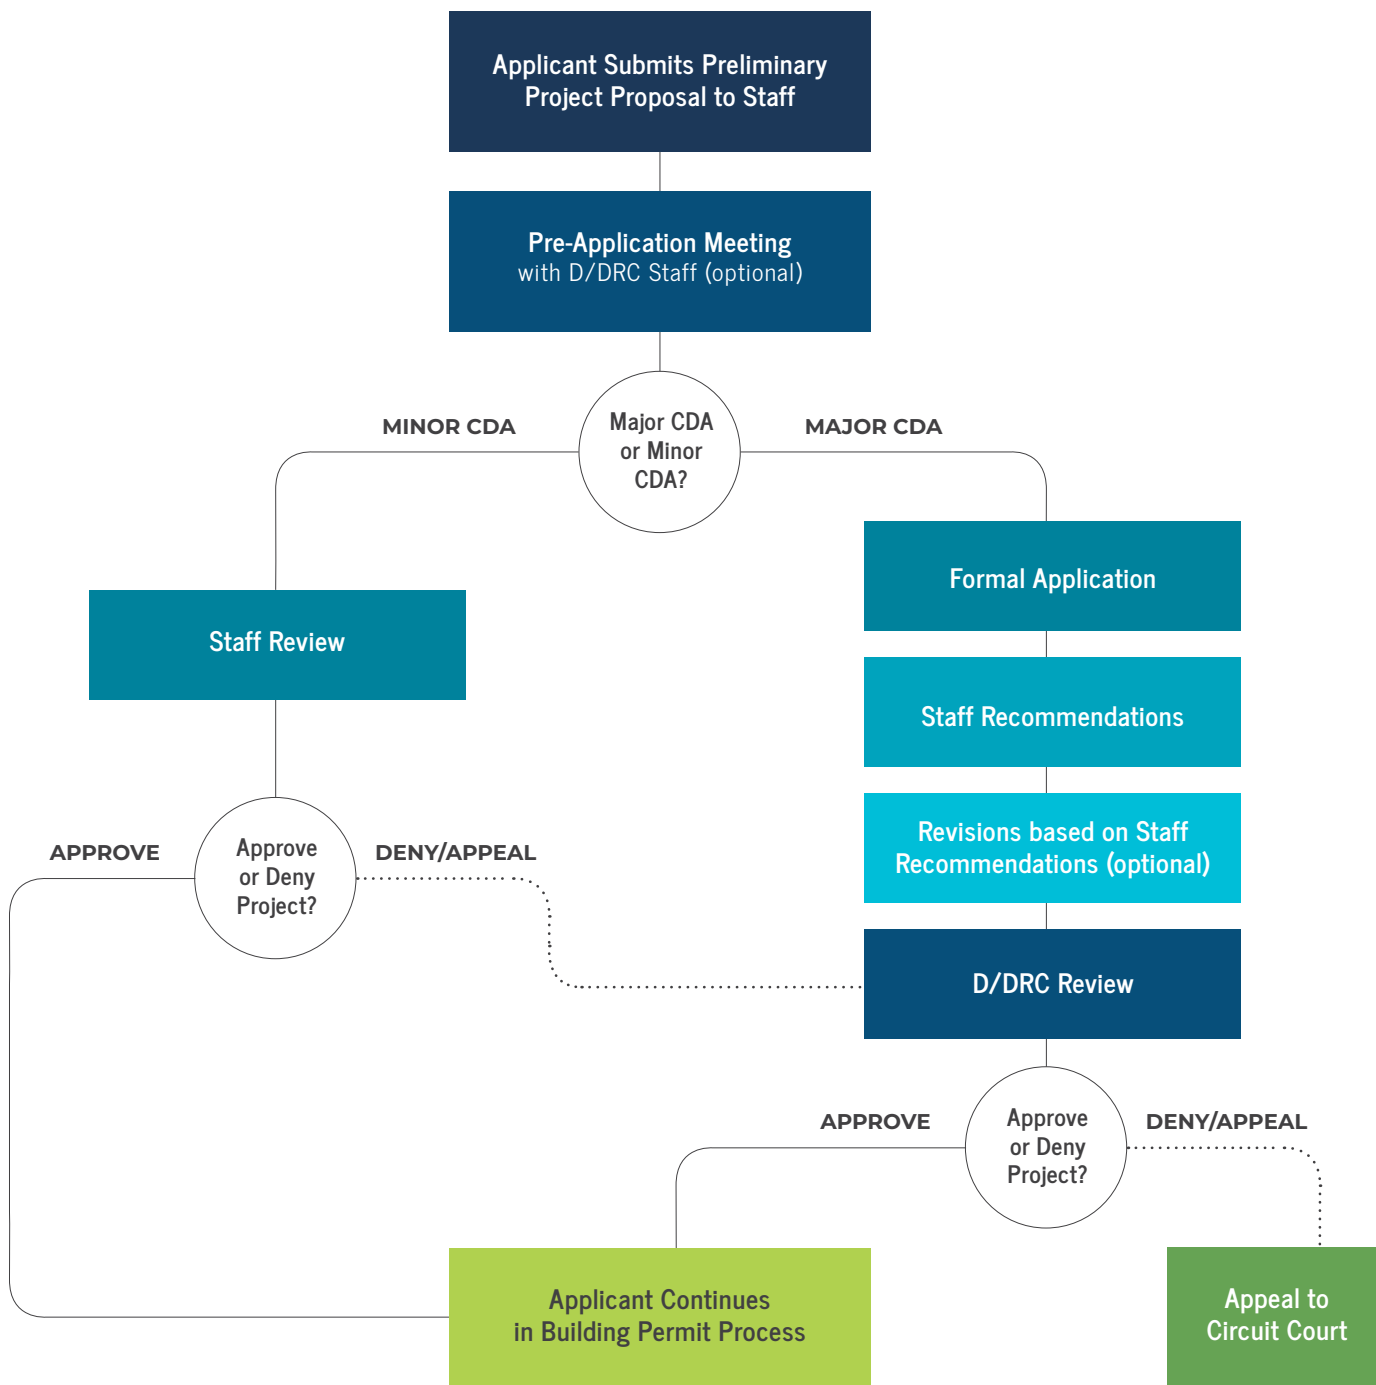 Applicant Submits Preliminary
Project Proposal to Staff
Pre-Application Meeting
with D/DRC Staff (optional)
Major CDA
or Minor
CDA?
MINOR CDA
MAJOR CDA
Formal Application
Staff Review
Staff Recommendations
Revisions based on Staff
Recommendations (optional)
APPROVE
Approve
or Deny
Project?
DENY/APPEAL
D/DRC Review
APPROVE
Approve
or Deny
Project?
DENY/APPEAL
Applicant Continues
in Building Permit Process
Appeal to
Circuit Court